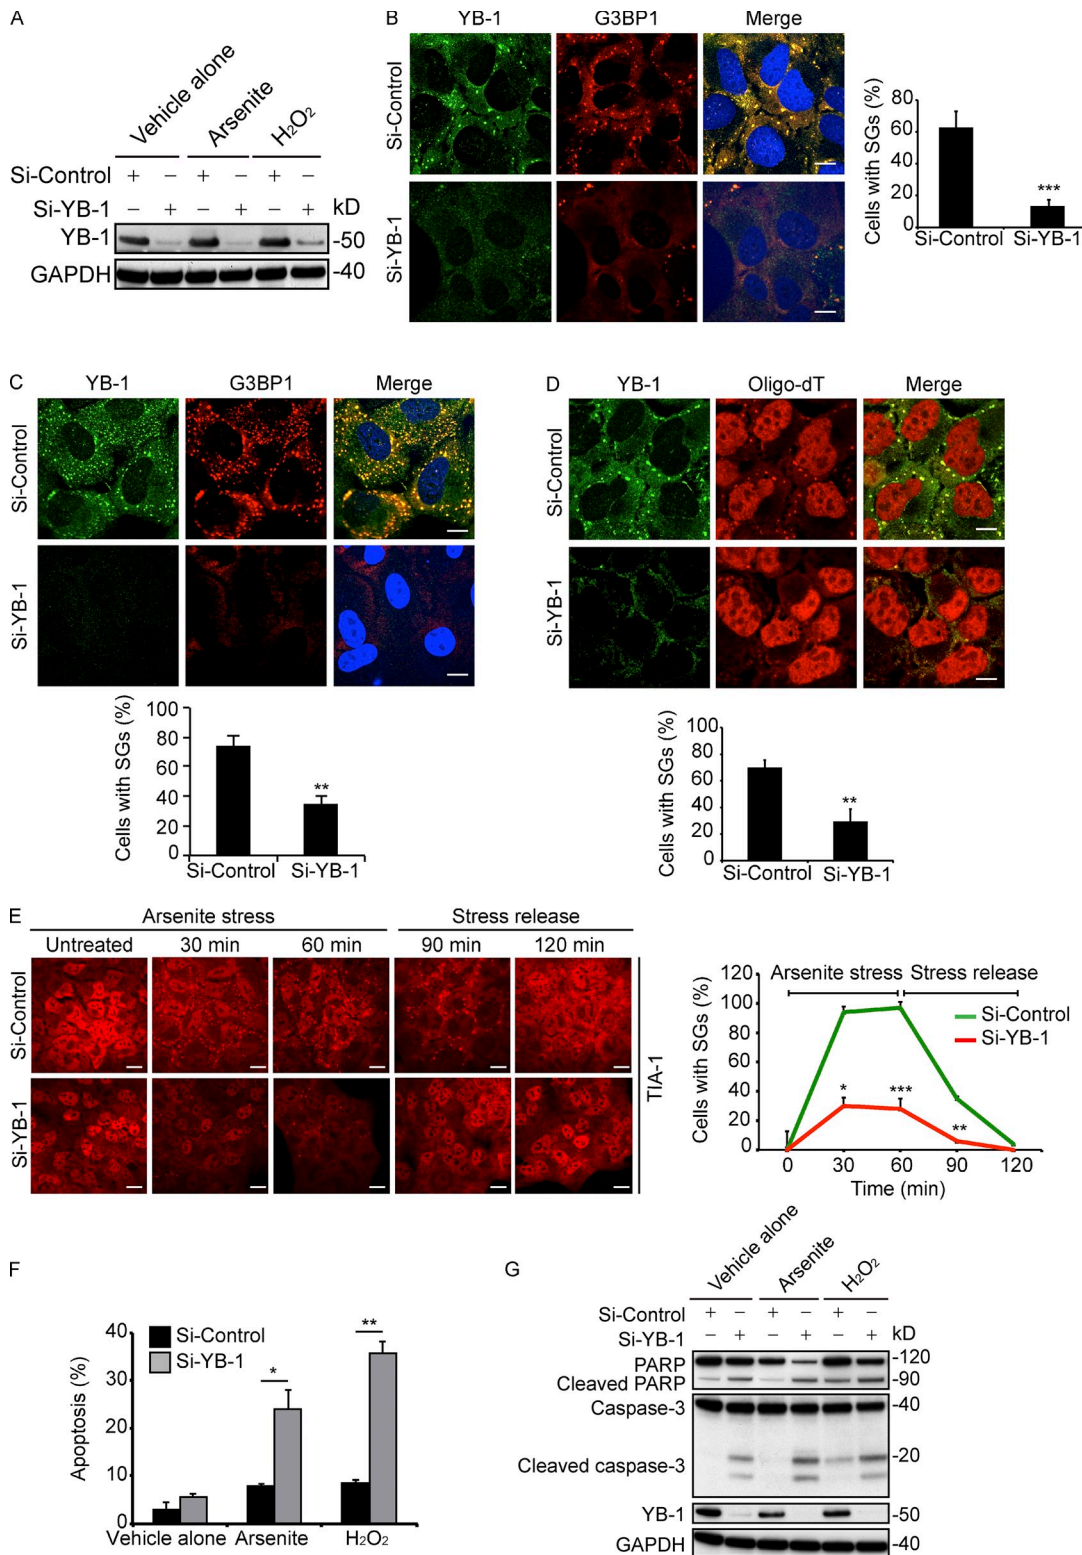 A
Vehicle alone
Arsenite
H₂O₂
Si-Control + − + − + −
Si-YB-1 − + − + − + kD
YB-1 -50
GAPDH -40
B
YB-1 G3BP1 Merge
Si-Control
Si-YB-1
Cells with SGs (%)
80
60
40
20
0
***
Si-Control Si-YB-1
C
YB-1 G3BP1 Merge
Si-Control
Si-YB-1
Cells with SGs (%)
100
80
60
40
20
0
**
Si-Control Si-YB-1
D
YB-1 Oligo-dT Merge
Si-Control
Si-YB-1
Cells with SGs (%)
100
80
60
40
20
0
**
Si-Control Si-YB-1
E
Arsenite stress Stress release
Untreated 30 min 60 min 90 min 120 min
Si-Control
Si-YB-1
TIA-1
Cells with SGs (%)
120
100
80
60
40
20
0
Arsenite stress Stress release
Si-Control
Si-YB-1
* *** **
0 30 60 90 120
Time (min)
F
Apoptosis (%)
40
30
20
10
0
Si-Control
Si-YB-1
*
**
Vehicle alone Arsenite H₂O₂
G
Vehicle alone
Arsenite
H₂O₂
Si-Control + − + − + −
Si-YB-1 − + − + − + kD
PARP -120
Cleaved PARP -90
Caspase-3 -40
Cleaved caspase-3 -20
YB-1 -50
GAPDH -40